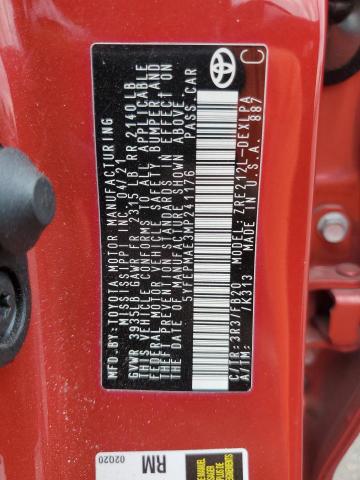 MFD.BY: TOYOTA MOTOR MANUFACTURING
MISSISSIPPI INC. 04/21
GVWR 3935LB GAWR FR 2315 LB RR 2140LB
THIS VEHICLE CONFORMS TO ALL APPLICABLE
FEDERAL MOTOR VEHICLE SAFETY, BUMPER AND
THEFT PREVENTION STANDARDS IN EFFECT ON
THE DATE OF MANUFACTURE SHOWN ABOVE.
5YFEPMAE3MP241176 PASS.CAR
C
C/TR: 3R3/FB20 MODEL: ZRE212L-DEXLPA
A/TM: /K313 MADE IN U.S.A. 887
02020
RM